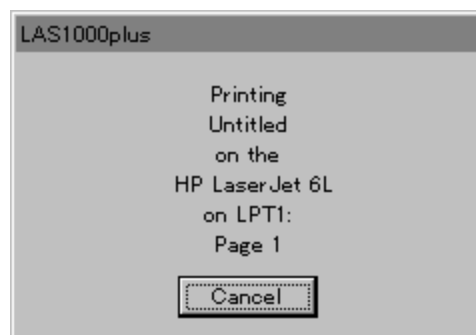 LAS1000plus
Printing
Untitled
on the
HP LaserJet 6L
on LPT1:
Page 1
Cancel